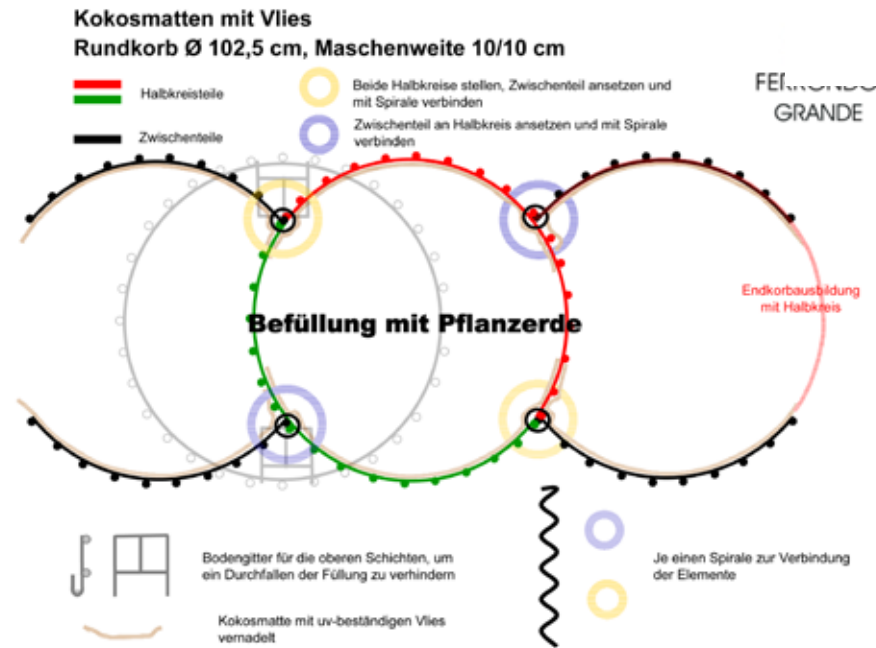 Kokosmatten mit Vlies
Rundkorb Ø 102,5 cm, Maschenweite 10/10 cm
Halbkreisteile
Beide Halbkreise stellen, Zwischenteil ansetzen und
mit Spirale verbinden
Zwischenteile
Zwischenteil an Halbkreis ansetzen und mit Spirale
verbinden
GRANDE
Endkorbausbildung
mit Halbkreis
Befüllung mit Pflanzerde
Bodengitter für die oberen Schichten, um
ein Durchfallen der Füllung zu verhindern
Je einen Spirale zur Verbindung
der Elemente
Kokosmatte mit uv-beständigen Vlies
vernadelt